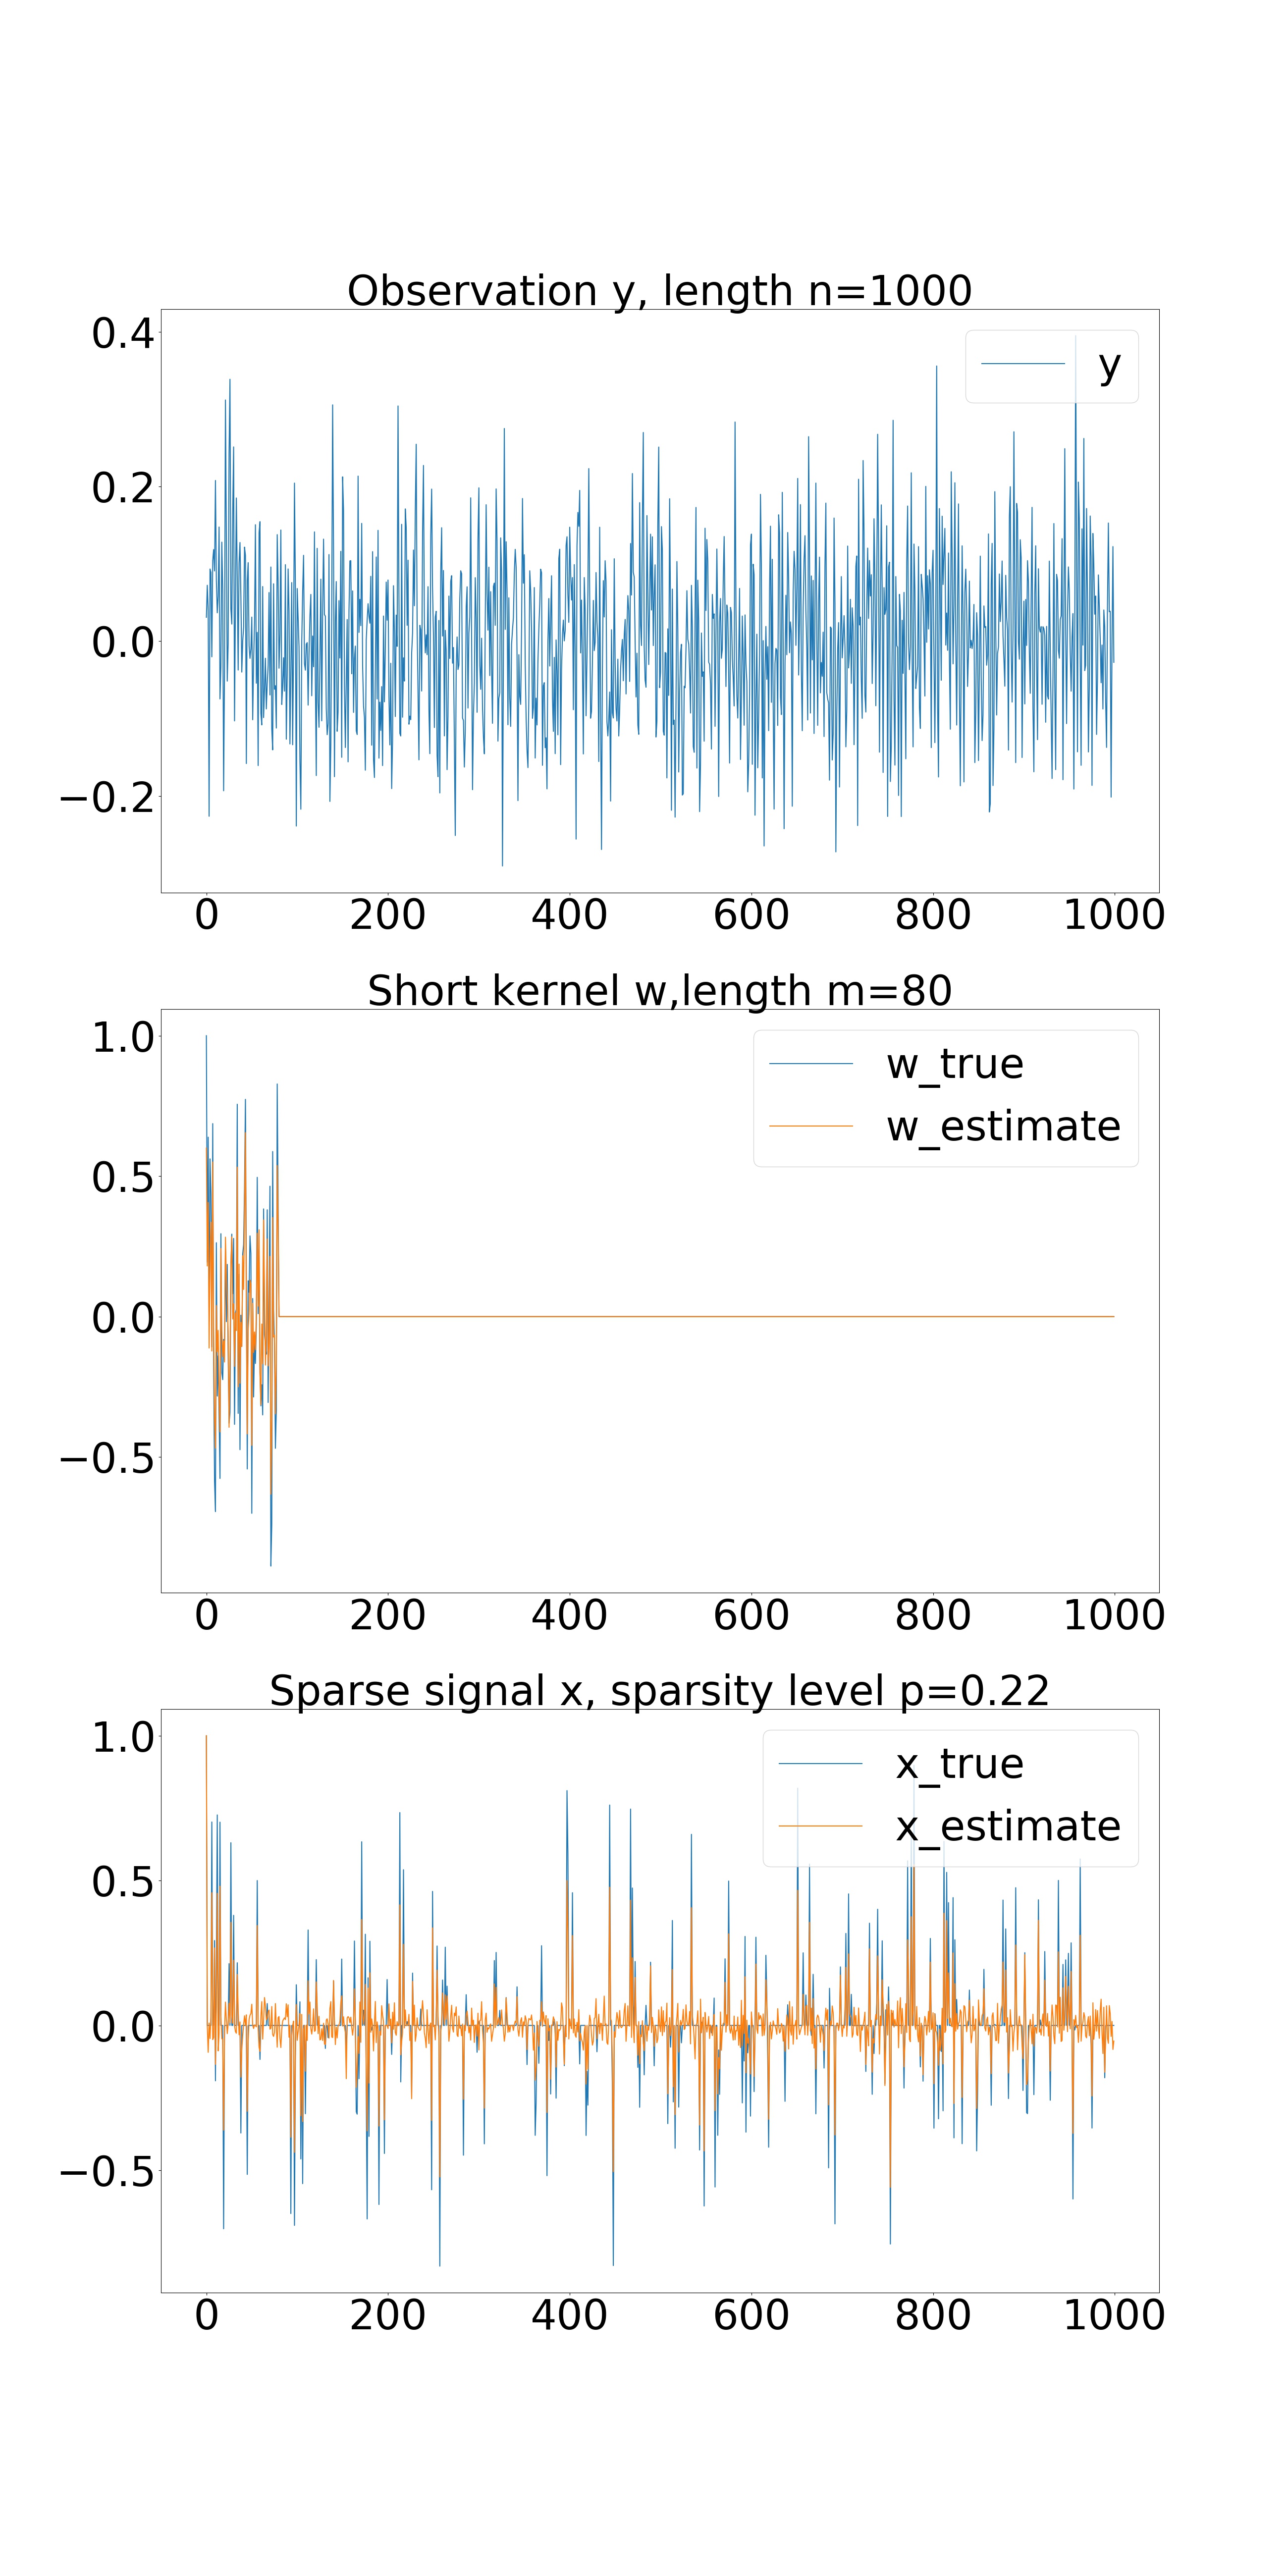 Observation y, length n=1000
0.4
0.2
0.0
−0.2
y
0 200 400 600 800 1000
Short kernel w,length m=80
1.0
0.5
0.0
−0.5
w_true
w_estimate
0 200 400 600 800 1000
Sparse signal x, sparsity level p=0.22
1.0
0.5
0.0
−0.5
x_true
x_estimate
0 200 400 600 800 1000